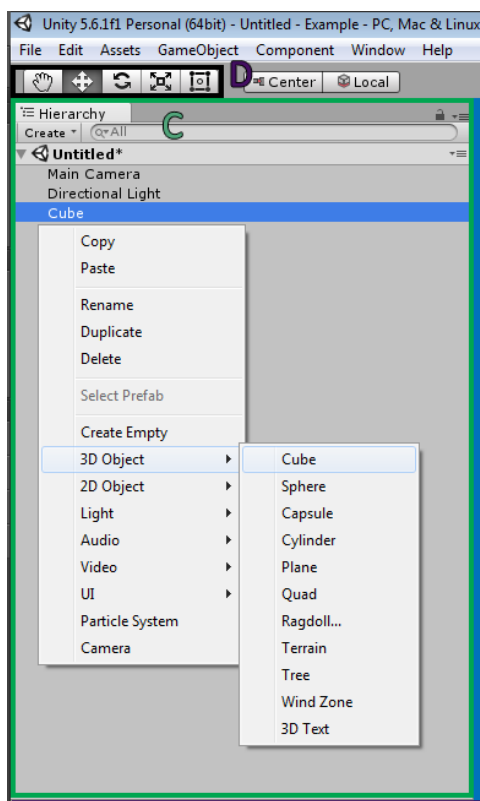 Unity 5.6.1f1 Personal (64bit) - Untitled - Example - PC, Mac & Linux
File Edit Assets GameObject Component Window Help
D Center Local
Hierarchy
C
Create All
Untitled*
Main Camera
Directional Light
Cube
Copy
Paste
Rename
Duplicate
Delete
Select Prefab
Create Empty
3D Object Cube
2D Object Sphere
Light Capsule
Audio Cylinder
Video Plane
UI Quad
Particle System Ragdoll...
Camera Terrain
Tree
Wind Zone
3D Text